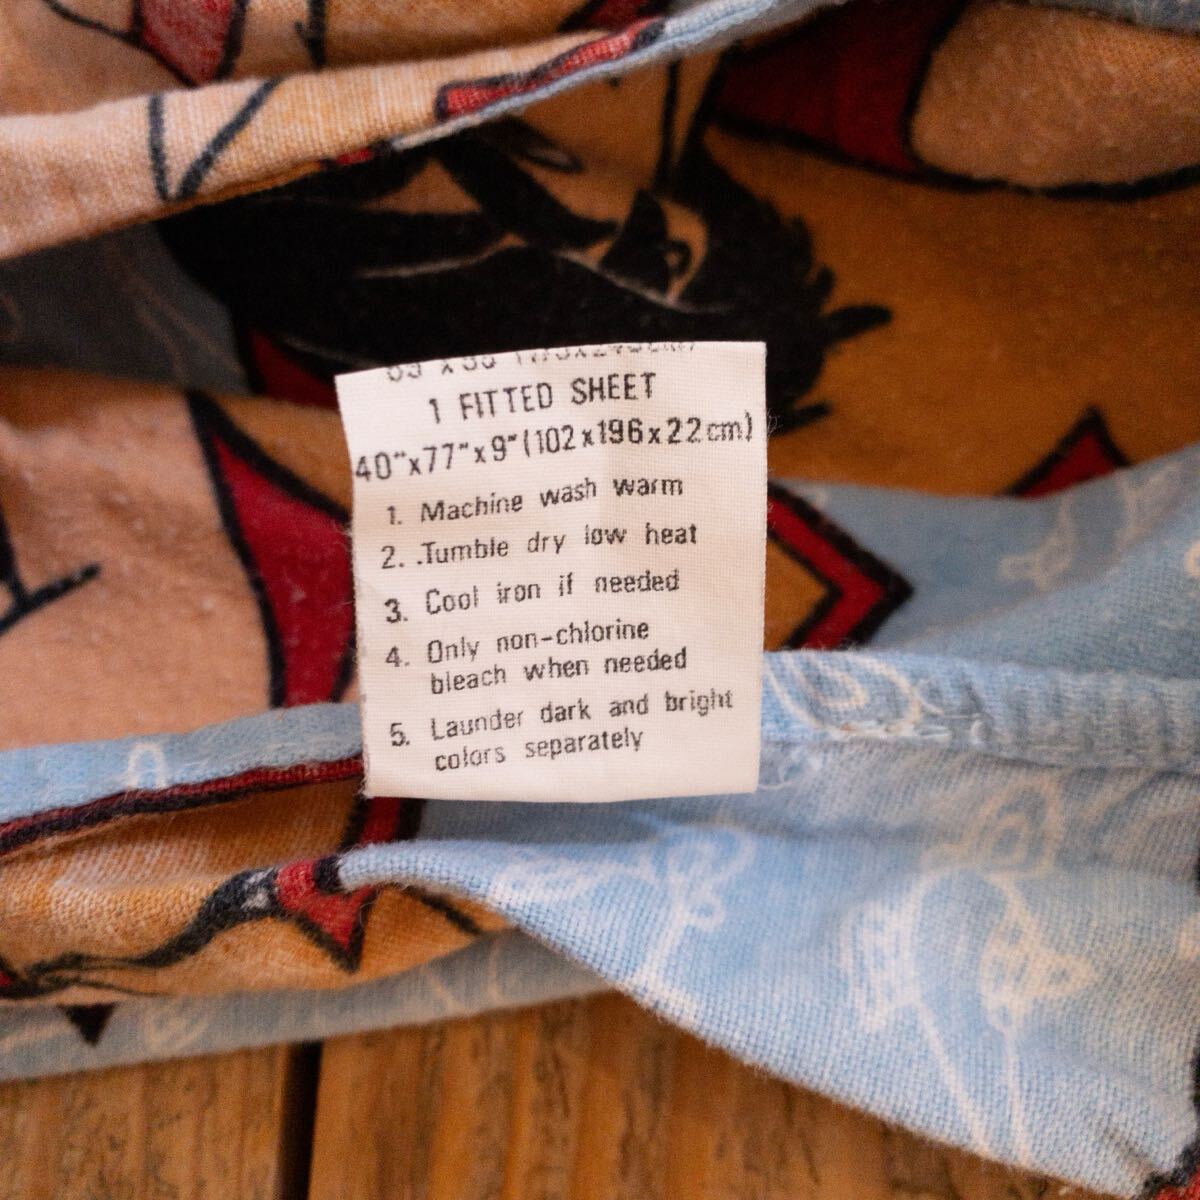 1 FITTED SHEET
40"x77"x9"(102x196x22cm)
1. Machine wash warm
2. .Tumble dry low heat
3. Cool iron if needed
4. Only non-chlorine
bleach when needed
5. Launder dark and bright
colors separately